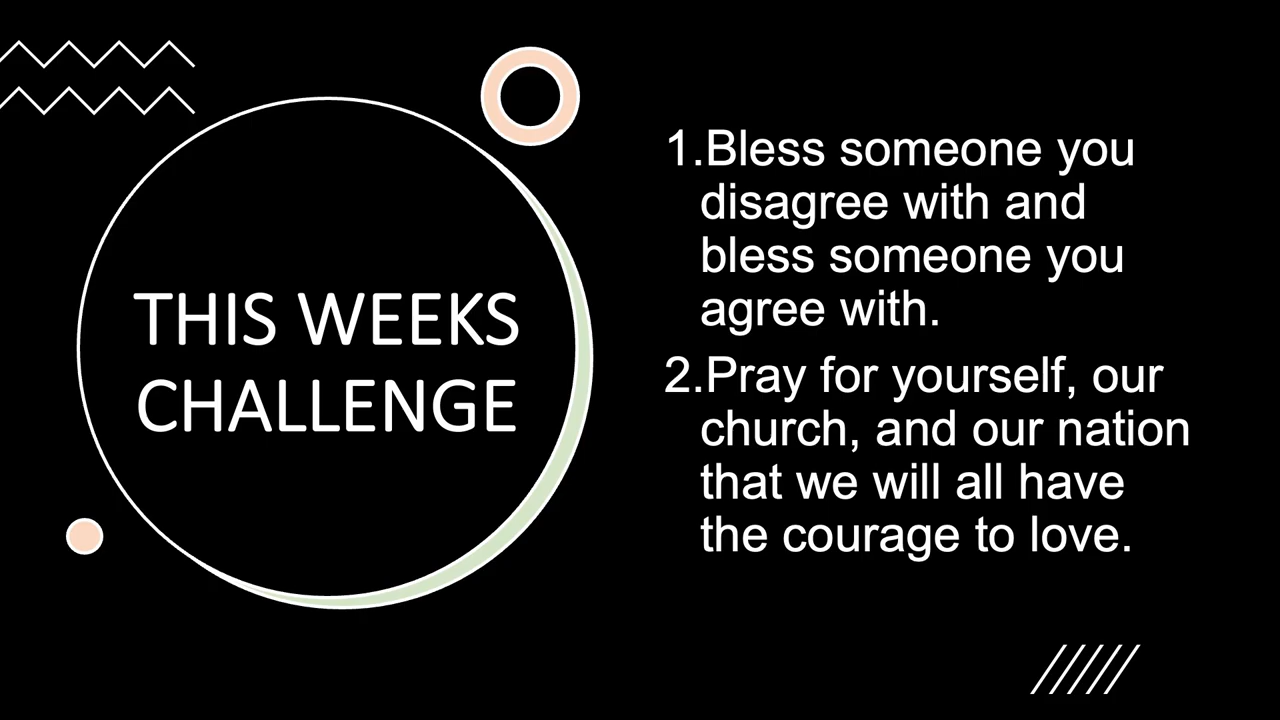 THIS WEEKS
CHALLENGE
1.Bless someone you
disagree with and
bless someone you
agree with.
2.Pray for yourself, our
church, and our nation
that we will all have
the courage to love.